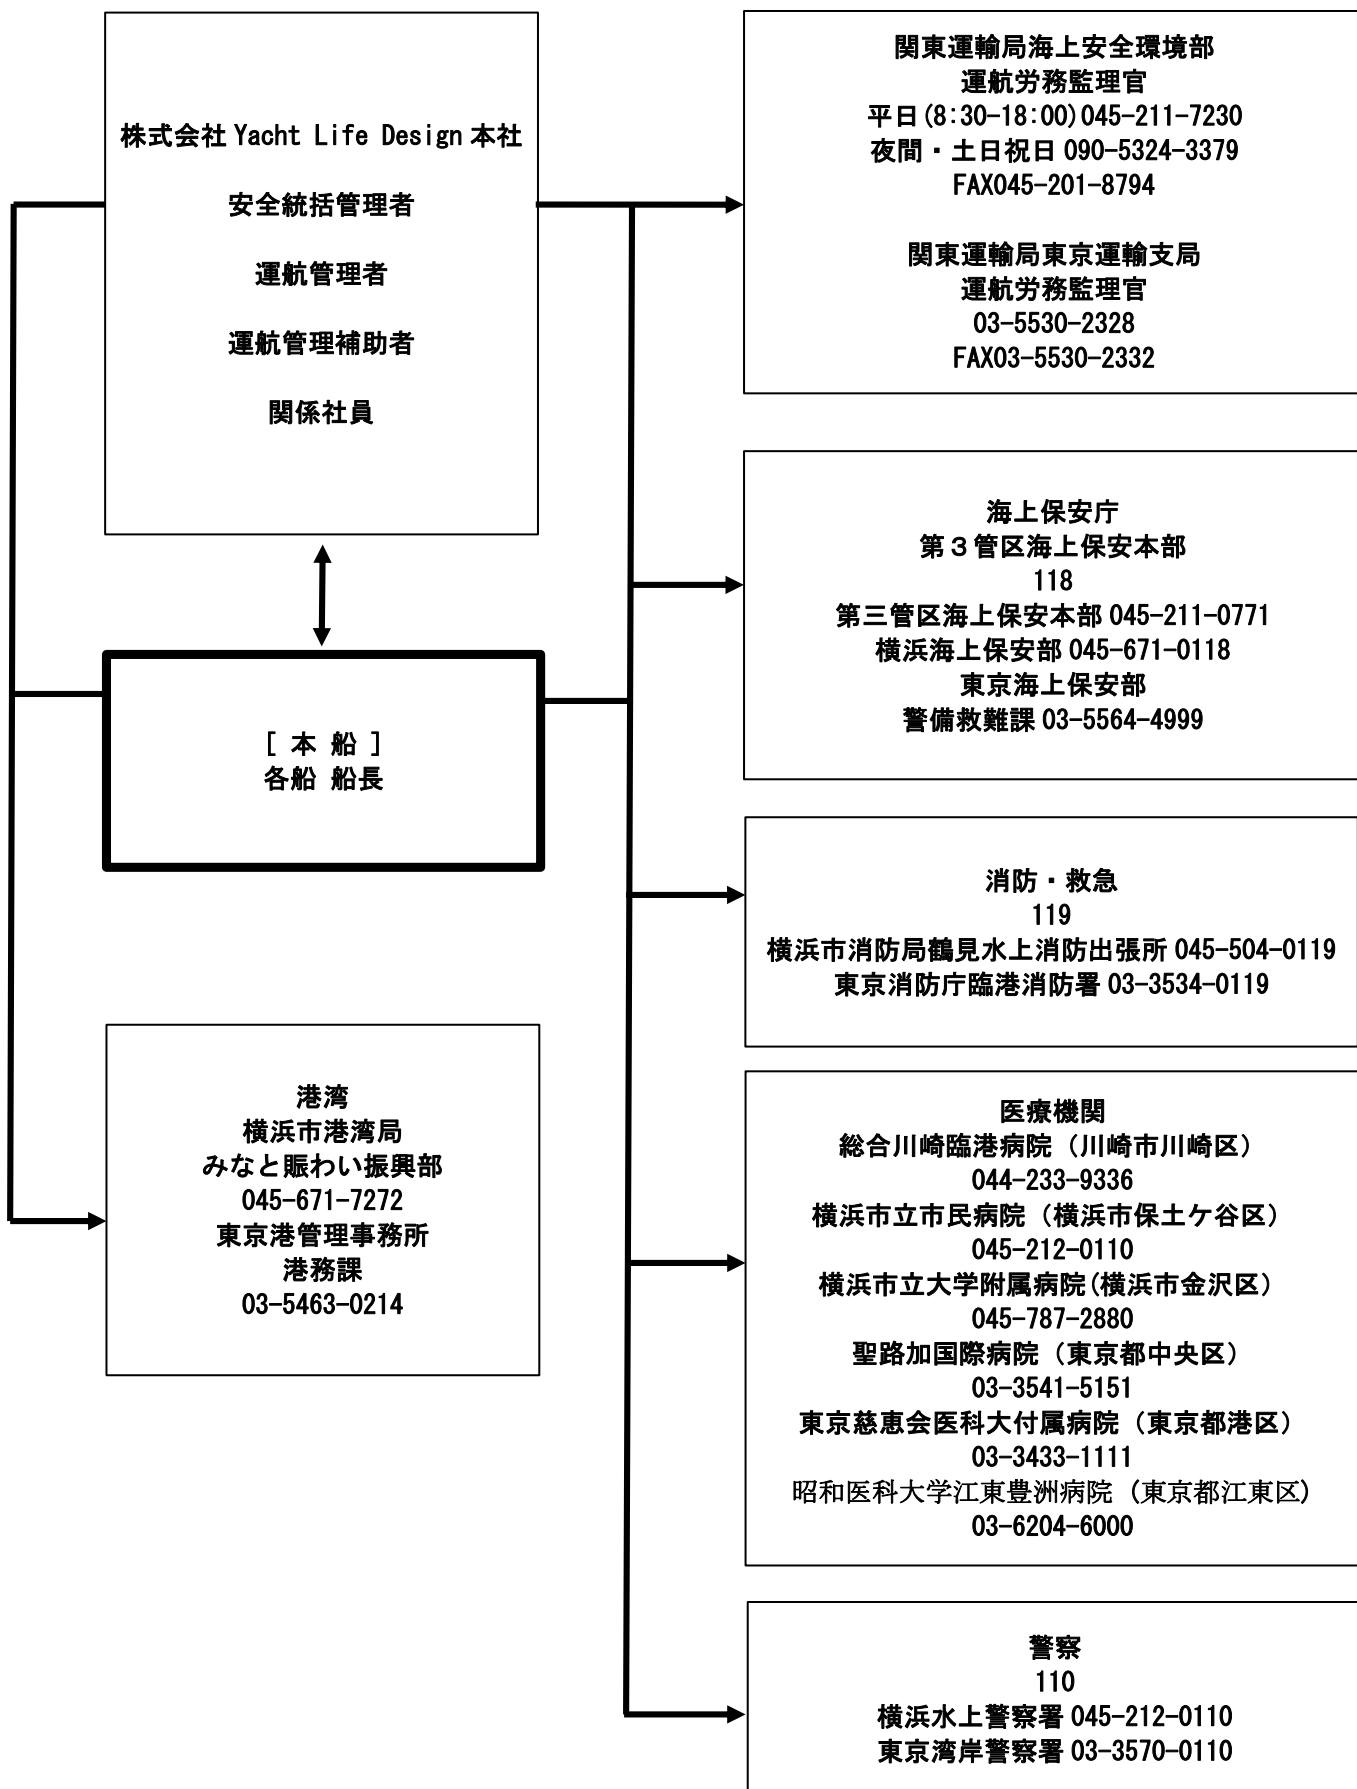 株式会社 Yacht Life Design 本社
安全統括管理者
運航管理者
運航管理補助者
関係社員
[ 本 船 ]
各船 船長
港湾
横浜市港湾局
みなと賑わい振興部
045-671-7272
東京港管理事務所
港務課
03-5463-0214
関東運輸局海上安全環境部
運航労務監理官
平日(8:30-18:00)045-211-7230
夜間・土日祝日 090-5324-3379
FAX045-201-8794
関東運輸局東京運輸支局
運航労務監理官
03-5530-2328
FAX03-5530-2332
海上保安庁
第３管区海上保安本部
118
第三管区海上保安本部 045-211-0771
横浜海上保安部 045-671-0118
東京海上保安部
警備救難課 03-5564-4999
消防・救急
119
横浜市消防局鶴見水上消防出張所 045-504-0119
東京消防庁臨港消防署 03-3534-0119
医療機関
総合川崎臨港病院（川崎市川崎区）
044-233-9336
横浜市立市民病院（横浜市保土ケ谷区）
045-212-0110
横浜市立大学附属病院(横浜市金沢区)
045-787-2880
聖路加国際病院（東京都中央区）
03-3541-5151
東京慈恵会医科大付属病院（東京都港区）
03-3433-1111
昭和医科大学江東豊洲病院（東京都江東区）
03-6204-6000
警察
110
横浜水上警察署 045-212-0110
東京湾岸警察署 03-3570-0110